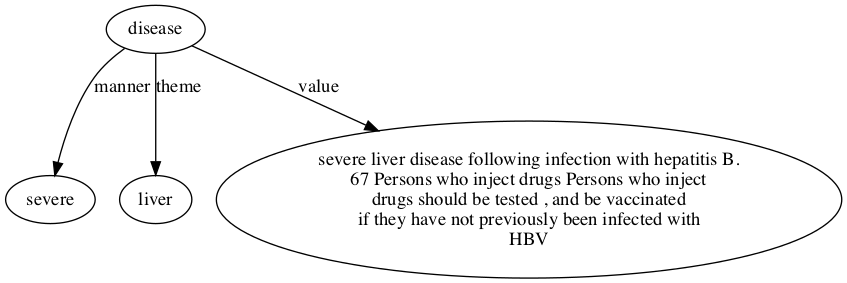 disease
manner theme
value
severe
liver
severe liver disease following infection with hepatitis B.
67 Persons who inject drugs Persons who inject
drugs should be tested , and be vaccinated
if they have not previously been infected with
HBV